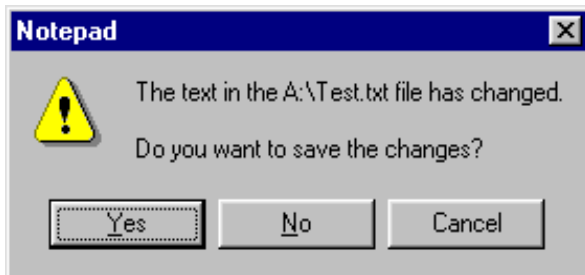 Notepad
The text in the A:\Test.txt file has changed.
Do you want to save the changes?
Yes No Cancel